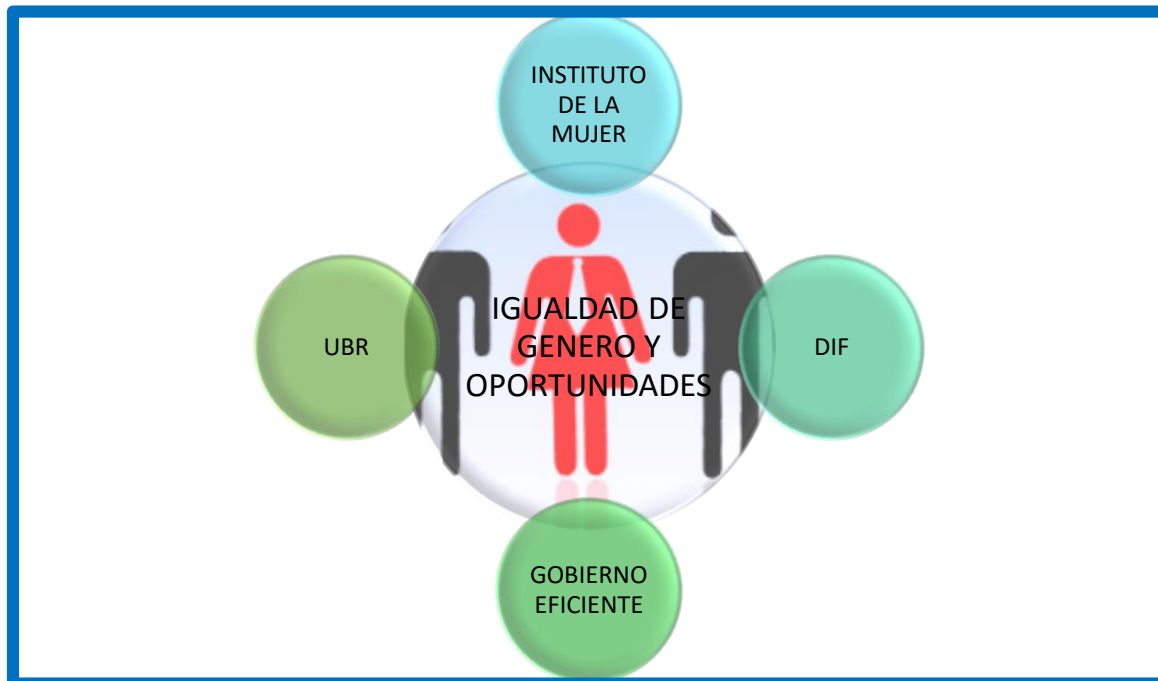 INSTITUTO
DE LA
MUJER
UBR
IGUALDAD DE
GENERO Y
OPORTUNIDADES
DIF
GOBIERNO
EFICIENTE